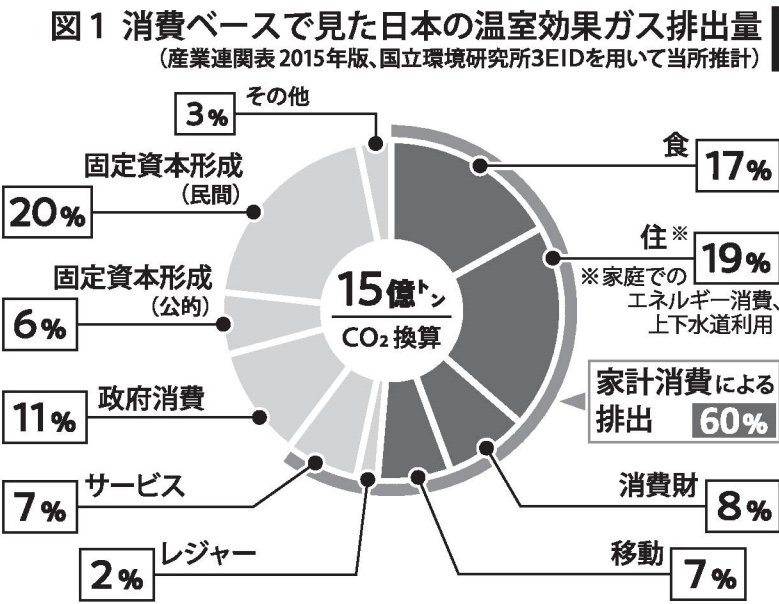 図1 消費ベースで見た日本の温室効果ガス排出量
(産業連関表2015年版、国立環境研究所3EIDを用いて当所推計)
その他
3%
食
17%
固定資本形成
(民間)
20%
住※
19%
※家庭での
エネルギー消費、
上下水道利用
固定資本形成
(公的)
6%
15億トン
CO₂換算
家計消費による
排出 60%
政府消費
11%
サービス
7%
消費財
8%
レジャー
2%
移動
7%